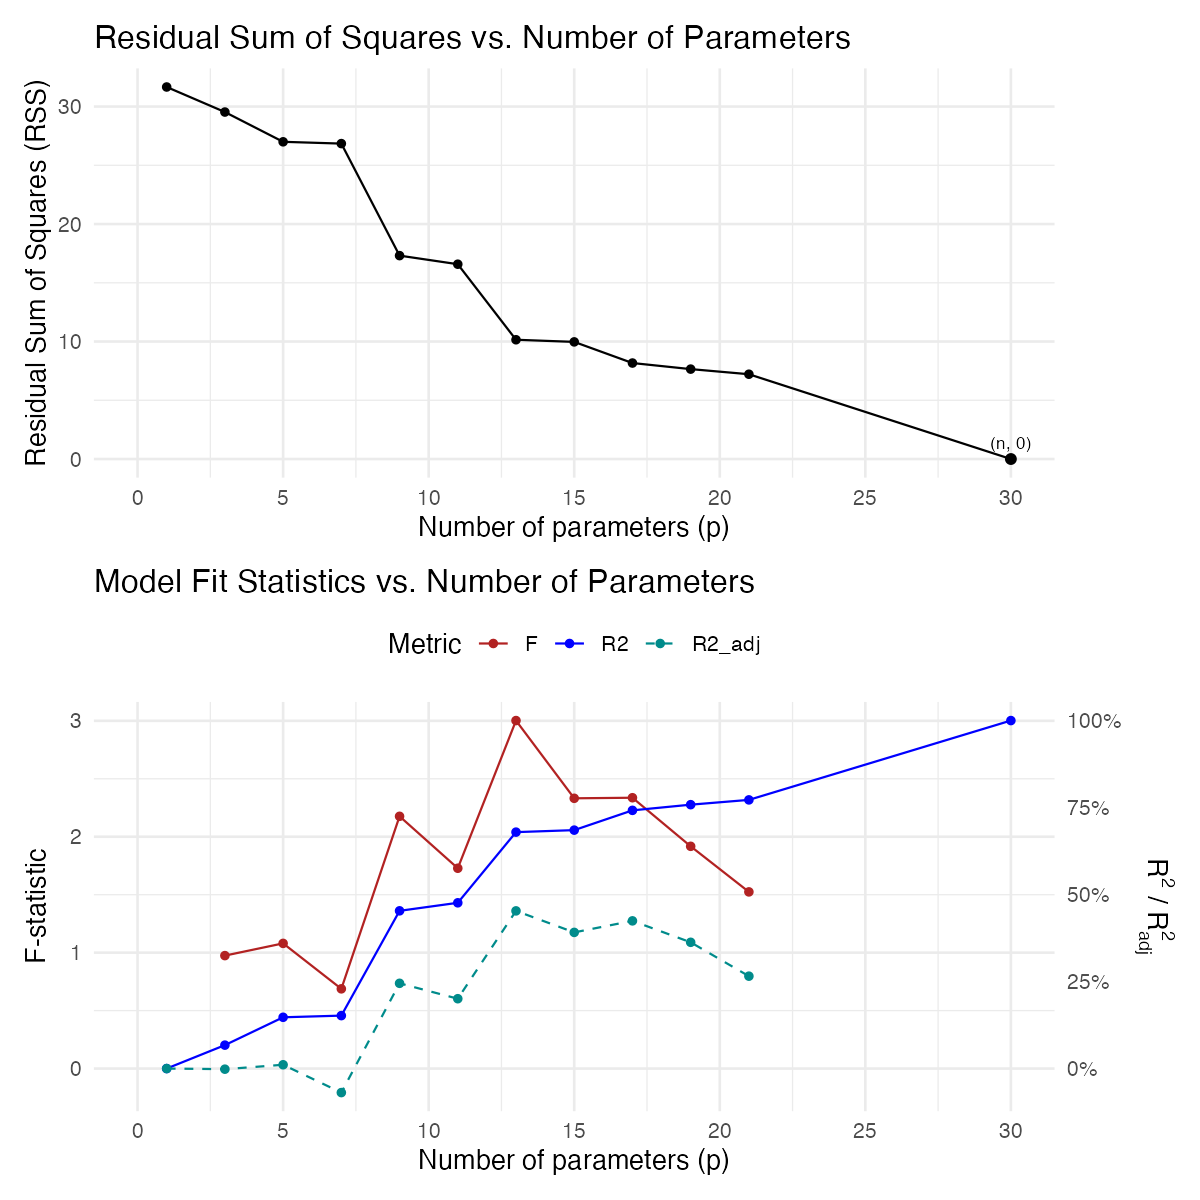 Residual Sum of Squares vs. Number of Parameters
Residual Sum of Squares (RSS)
30
20
10
0
(n, 0)
0 5 10 15 20 25 30
Number of parameters (p)
Model Fit Statistics vs. Number of Parameters
Metric F R2 R2_adj
F-statistic
3
2
1
0
100%
75%
50%
25%
0%
R² / R²adj
0 5 10 15 20 25 30
Number of parameters (p)